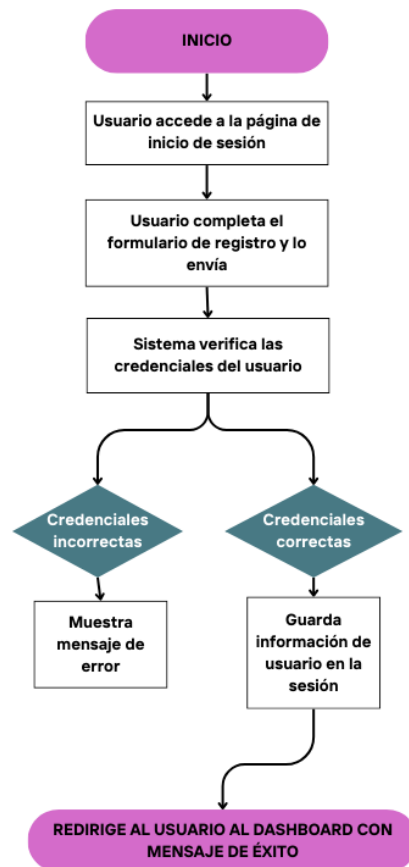 INICIO
Usuario accede a la página de
inicio de sesión
Usuario completa el
formulario de registro y lo
envía
Sistema verifica las
credenciales del usuario
Credenciales
incorrectas
Credenciales
correctas
Muestra
mensaje de
error
Guarda
información de
usuario en la
sesión
REDIRIGE AL USUARIO AL DASHBOARD CON
MENSAJE DE ÉXITO